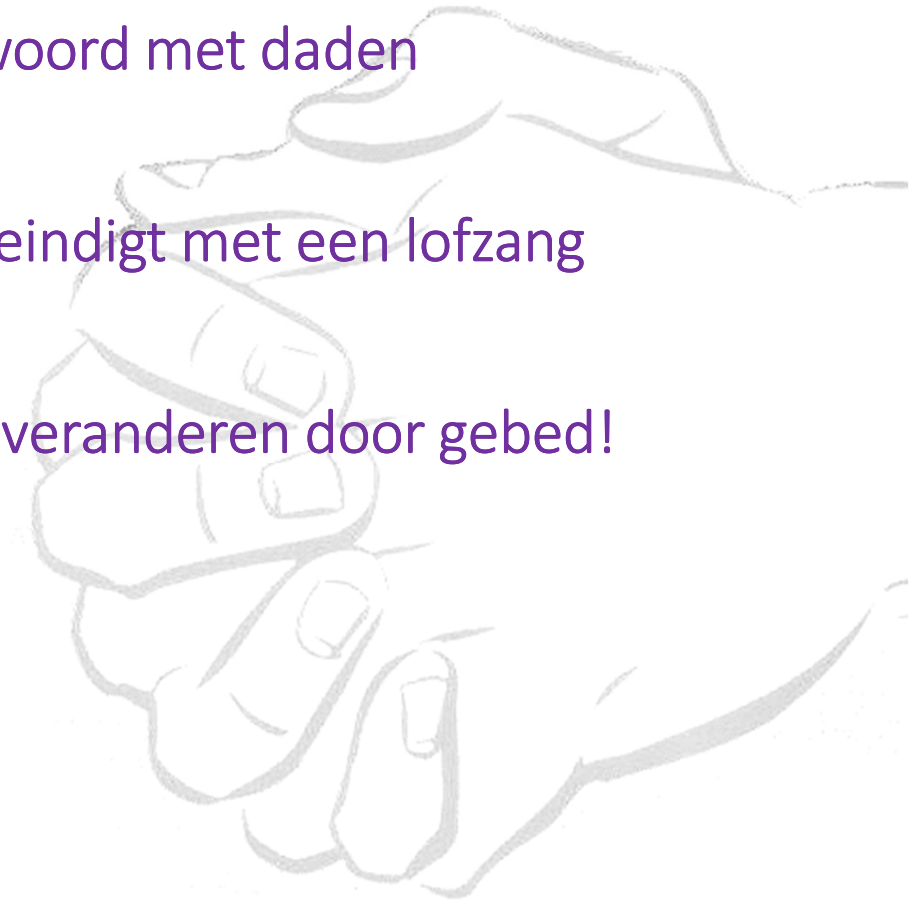 woord met daden
eindigt met een lofzang
veranderen door gebed!